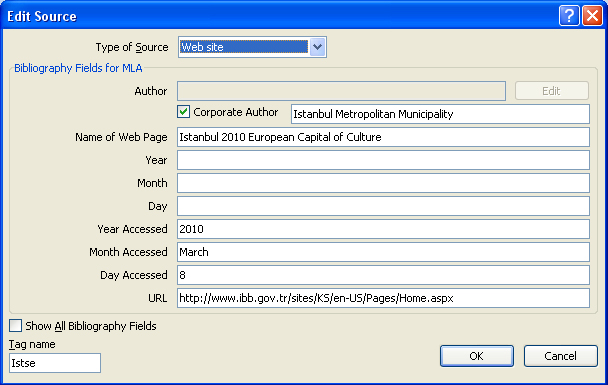 Edit Source
Type of Source Web site
Bibliography Fields for MLA
Author Edit
Corporate Author Istanbul Metropolitan Municipality
Name of Web Page Istanbul 2010 European Capital of Culture
Year
Month
Day
Year Accessed 2010
Month Accessed March
Day Accessed 8
URL http://www.ibb.gov.tr/sites/KS/en-US/Pages/Home.aspx
Show All Bibliography Fields
Tag name
Istse OK Cancel